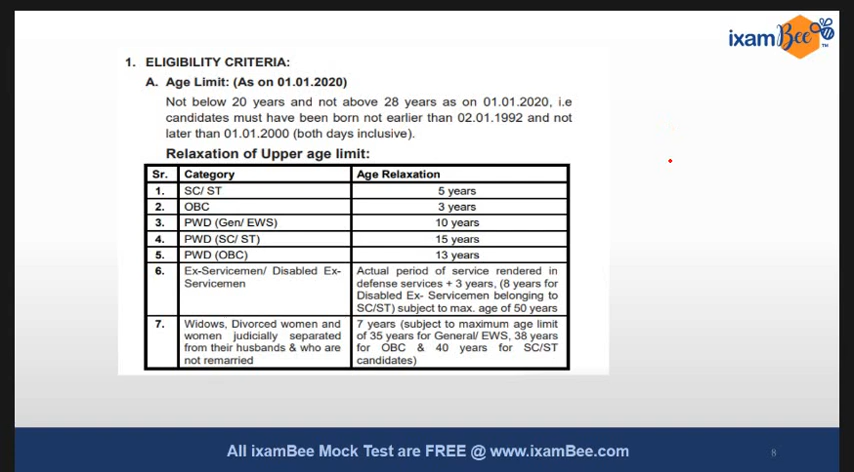 ixamBee
TM
1. ELIGIBILITY CRITERIA:
A. Age Limit: (As on 01.01.2020)
Not below 20 years and not above 28 years as on 01.01.2020, i.e
candidates must have been born not earlier than 02.01.1992 and not
later than 01.01.2000 (both days inclusive).
Relaxation of Upper age limit:
Sr. Category Age Relaxation
1. SC/ ST 5 years
2. OBC 3 years
3. PWD (Gen/ EWS) 10 years
4. PWD (SC/ ST) 15 years
5. PWD (OBC) 13 years
6. Ex-Servicemen/ Disabled Ex- Actual period of service rendered in
Servicemen defense services + 3 years, (8 years for
Disabled Ex- Servicemen belonging to
SC/ST) subject to max. age of 50 years
7. Widows, Divorced women and 7 years (subject to maximum age limit
women judicially separated of 35 years for General/ EWS, 38 years
from their husbands & who are for OBC & 40 years for SC/ST
not remarried candidates)
All ixamBee Mock Test are FREE @ www.ixamBee.com
8